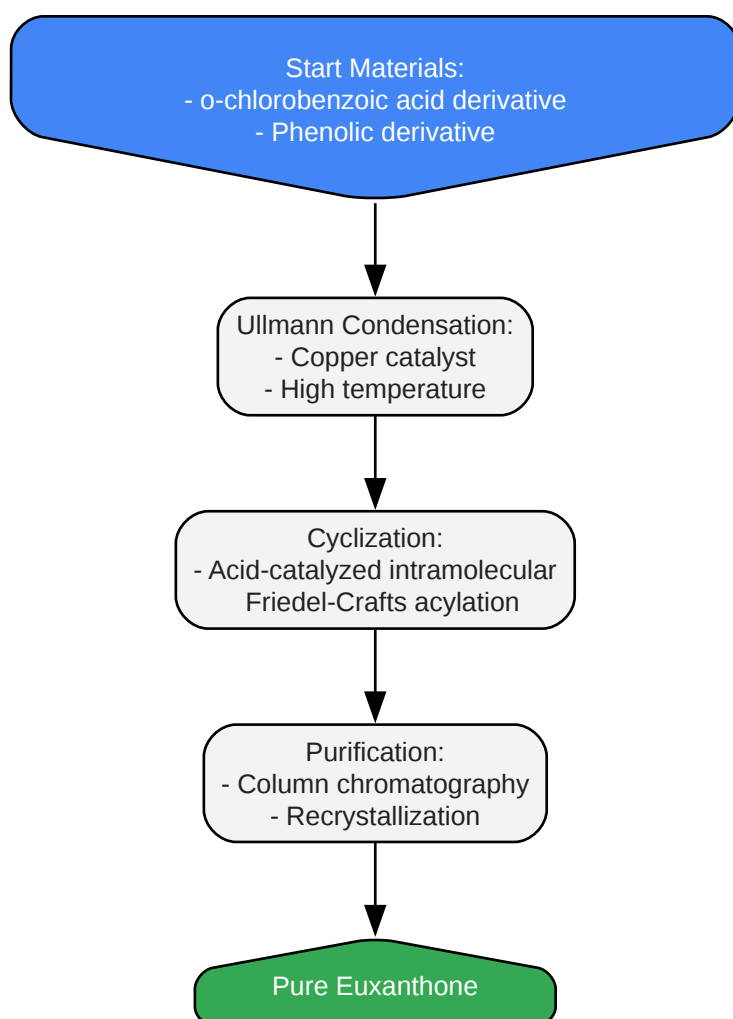 Start Materials:
- o-chlorobenzoic acid derivative
- Phenolic derivative
Ullmann Condensation:
- Copper catalyst
- High temperature
Cyclization:
- Acid-catalyzed intramolecular
Friedel-Crafts acylation
Purification:
- Column chromatography
- Recrystallization
Pure Euxanthone